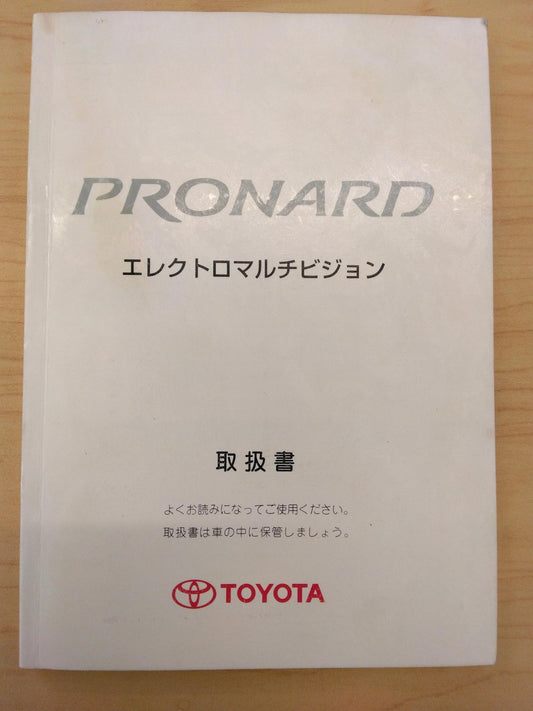 PRONARD
エレクトロマルチビジョン
取扱書
よくお読みになってご使用ください。
取扱書は車の中に保管しましょう。
TOYOTA